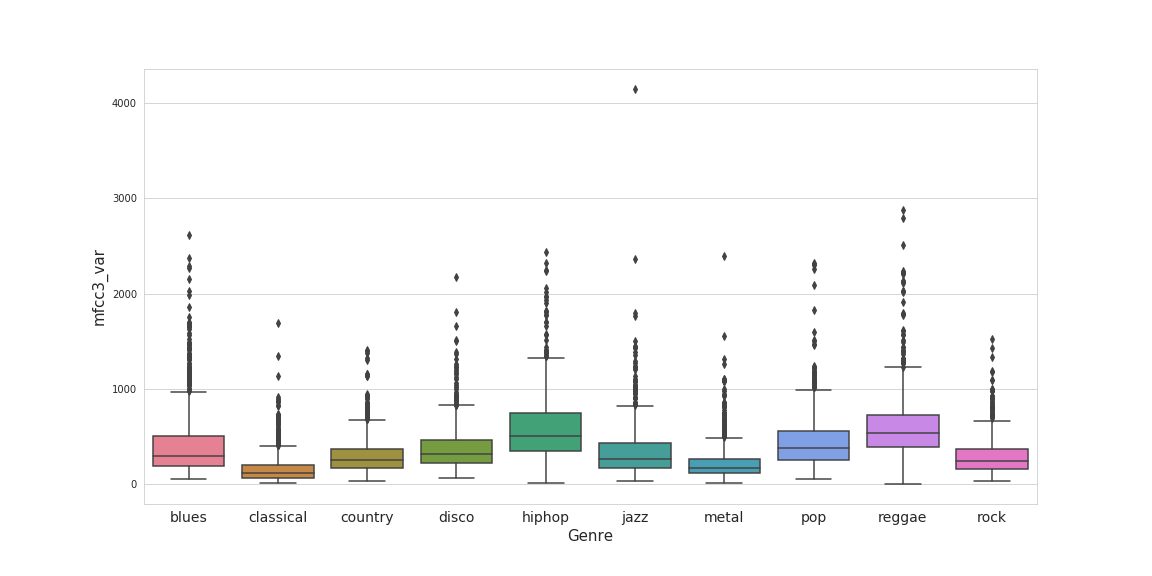 4000
3000
2000
1000
0
mfcc3_var
blues classical country disco hiphop jazz metal pop reggae rock
Genre